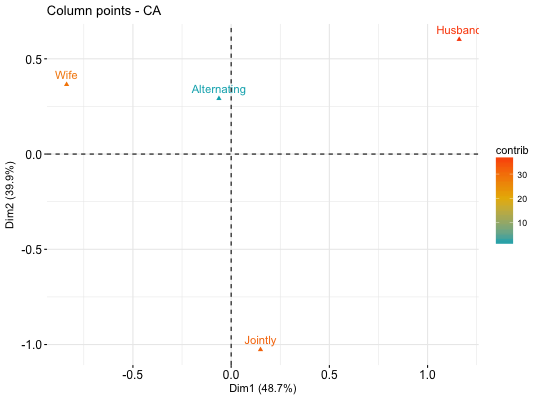 Column points - CA
Husband
Wife
Alternating
Jointly
0.5
0.0
-0.5
-1.0
Dim2 (39.9%)
-0.5
0.0
0.5
1.0
Dim1 (48.7%)
contrib
30
20
10